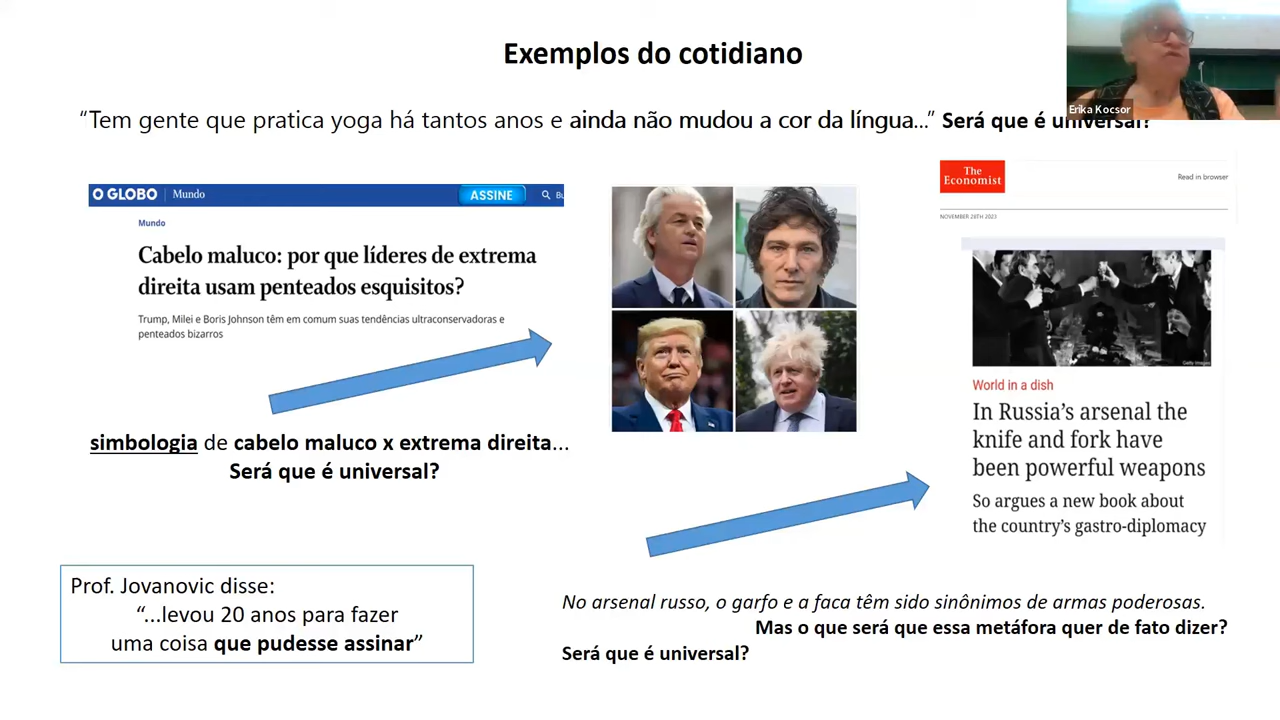 Exemplos do cotidiano
Erika Kocsor
“Tem gente que pratica yoga há tantos anos e ainda não mudou a cor da língua...” Será que é universal?
O GLOBO | Mundo
ASSINE
Bu
Mundo
Cabelo maluco: por que líderes de extrema
direita usam penteados esquisitos?
Trump, Milei e Boris Johnson têm em comum suas tendências ultraconservadoras e
penteados bizarros
simbologia de cabelo maluco x extrema direita...
Será que é universal?
The
Economist
Read in browser
NOVEMBER 28TH 2023
Getty Images
World in a dish
In Russia’s arsenal the
knife and fork have
been powerful weapons
So argues a new book about
the country’s gastro-diplomacy
Prof. Jovanovic disse:
“...levou 20 anos para fazer
uma coisa que pudesse assinar”
No arsenal russo, o garfo e a faca têm sido sinônimos de armas poderosas.
Mas o que será que essa metáfora quer de fato dizer?
Será que é universal?